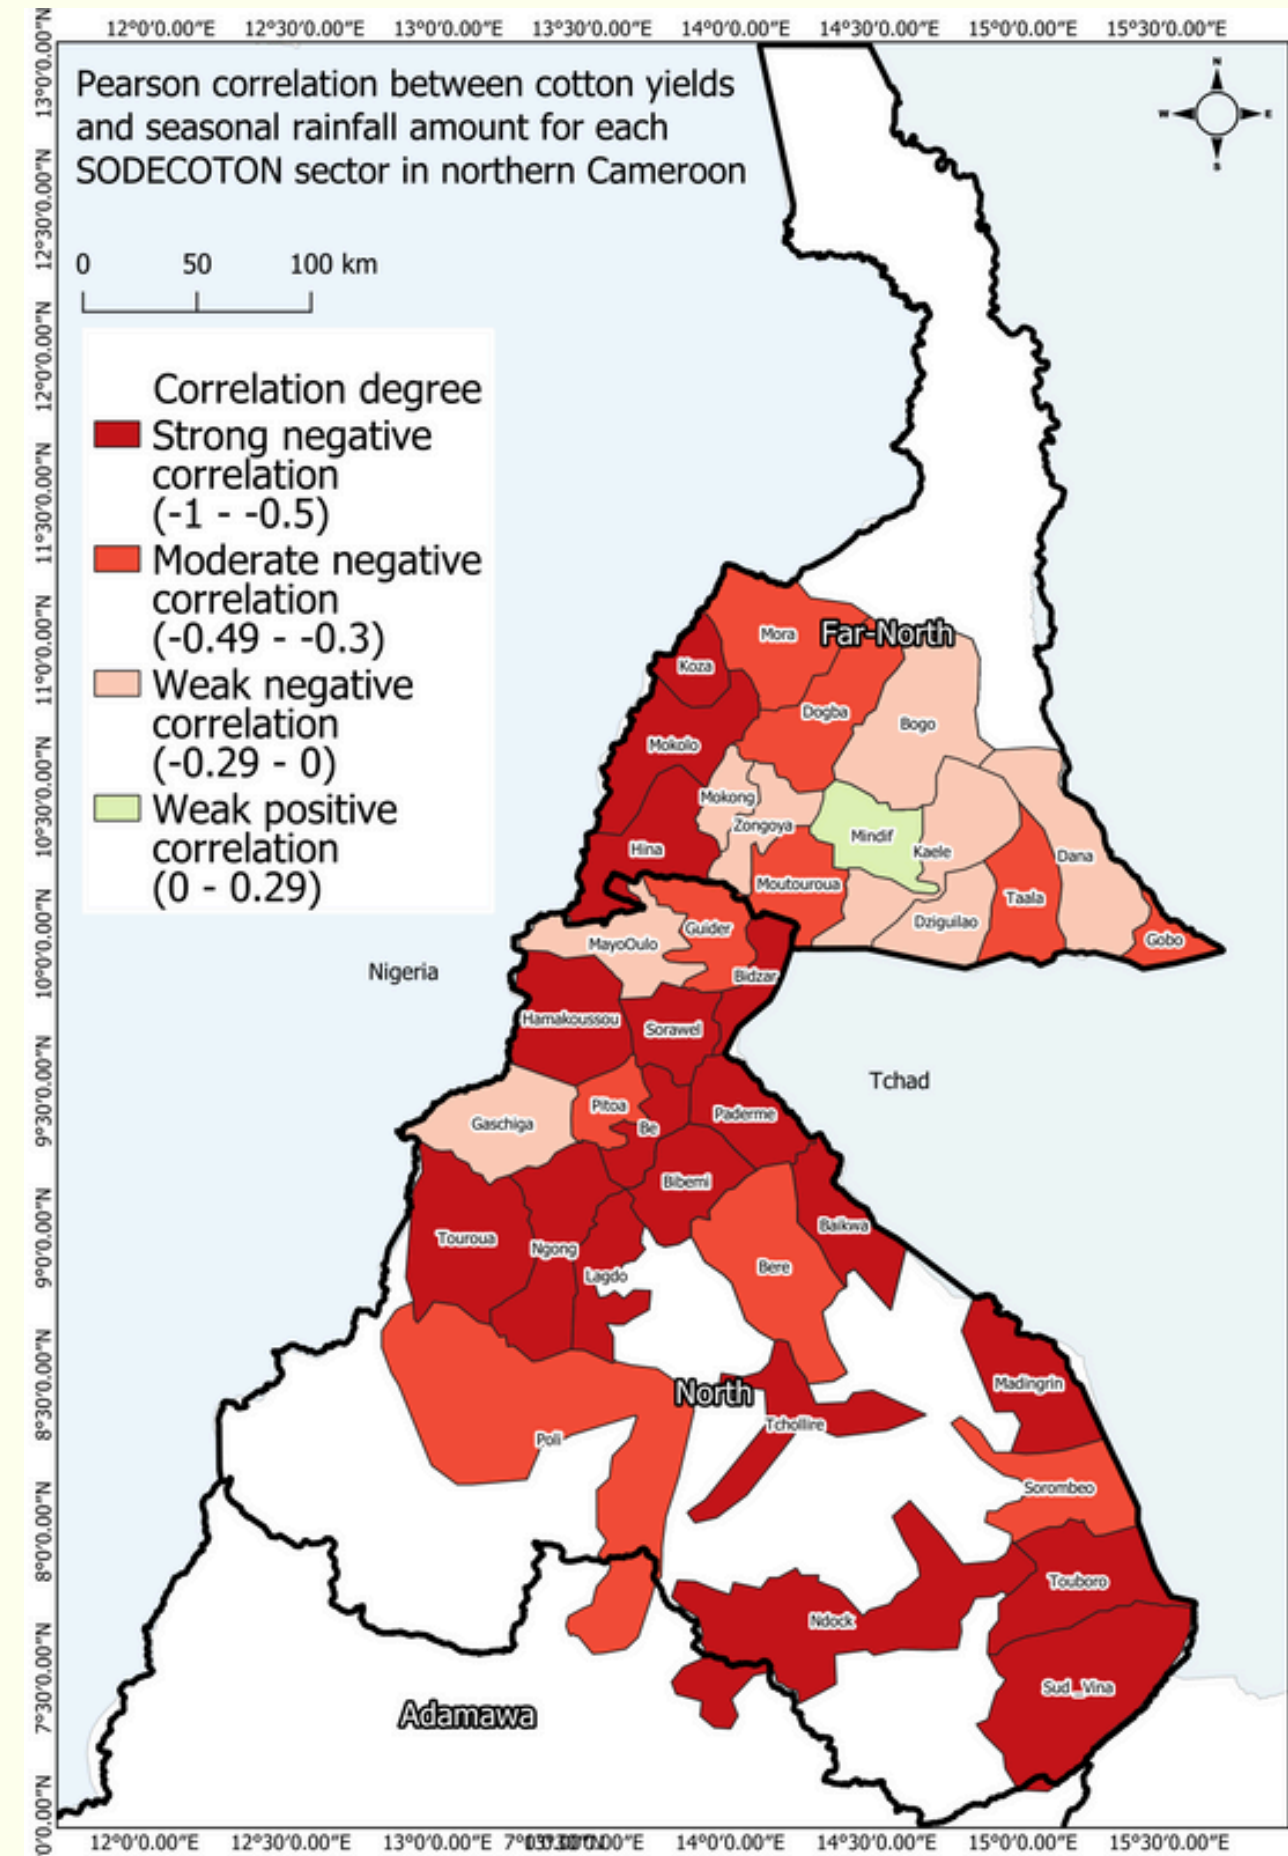 12°0'0.00"E 12°30'0.00"E 13°0'0.00"E 13°30'0.00"E 14°0'0.00"E 14°30'0.00"E 15°0'0.00"E 15°30'0.00"E
Pearson correlation between cotton yields
and seasonal rainfall amount for each
SODECOTON sector in northern Cameroon
N
W E
S
0 50 100 km
Correlation degree
Strong negative
correlation
(-1 - -0.5)
Moderate negative
correlation
(-0.49 - -0.3)
Weak negative
correlation
(-0.29 - 0)
Weak positive
correlation
(0 - 0.29)
13°0'0.00"N
12°30'0.00"N
12°0'0.00"N
11°30'0.00"N
11°0'0.00"N
10°30'0.00"N
10°0'0.00"N
9°30'0.00"N
9°0'0.00"N
8°30'0.00"N
8°0'0.00"N
7°30'0.00"N
0'0.00"N
Far-North
Mora
Koza
Dogba
Bogo
Mokolo
Mokong
Zongoya
Mindif
Hina
Kaele
Dana
Moutouroua
Taala
Dziguilao
Guider
Gobo
MayoOulo
Nigeria
Bidzar
Hamakoussou
Sorawel
Tchad
Pitoa
Paderme
Gaschiga
Be
Bibemi
Baikwa
Touroua
Ngong
Bere
Lagdo
Madingrin
North
Tchollire
Poli
Sorombeo
Touboro
Ndock
Sud_Vina
Adamawa
12°0'0.00"E 12°30'0.00"E 13°0'0.00"E 14°0'0.00"E 14°30'0.00"E 15°0'0.00"E 15°30'0.00"E